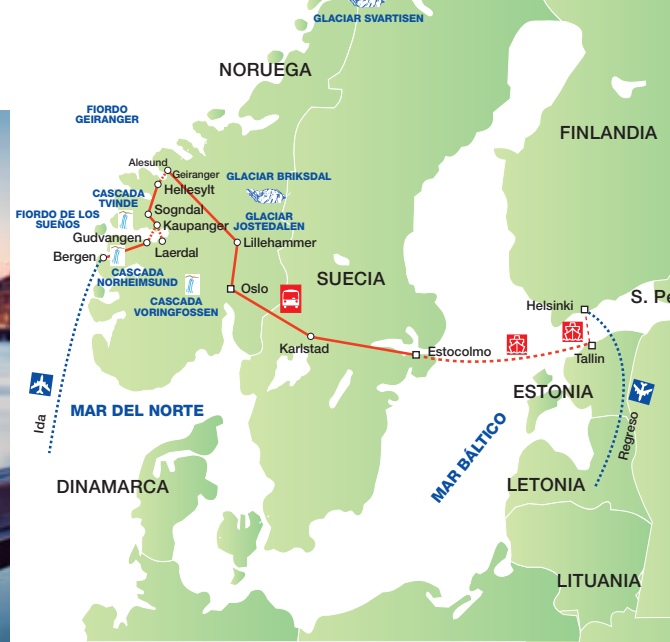 GLACIAR SVARTISEN
NORUEGA
FIORDO
GEIRANGER
FINLANDIA
Alesund
Geiranger
GLACIAR BRIKSDAL
Hellesylt
CASCADA
TVINDE
Sogndal
FIORDO DE LOS
SUEÑOS
GLACIAR
JOSTEDALEN
Kaupanger
Gudvangen
Lillehammer
Laerdal
Bergen
CASCADA
NORHEIMSUND
SUECIA
Oslo
CASCADA
VORINGFOSSEN
S. Pe
Helsinki
Karlstad
Estocolmo
Tallin
ESTONIA
Ida
MAR DEL NORTE
Regreso
MAR BÁLTICO
DINAMARCA
LETONIA
LITUANIA